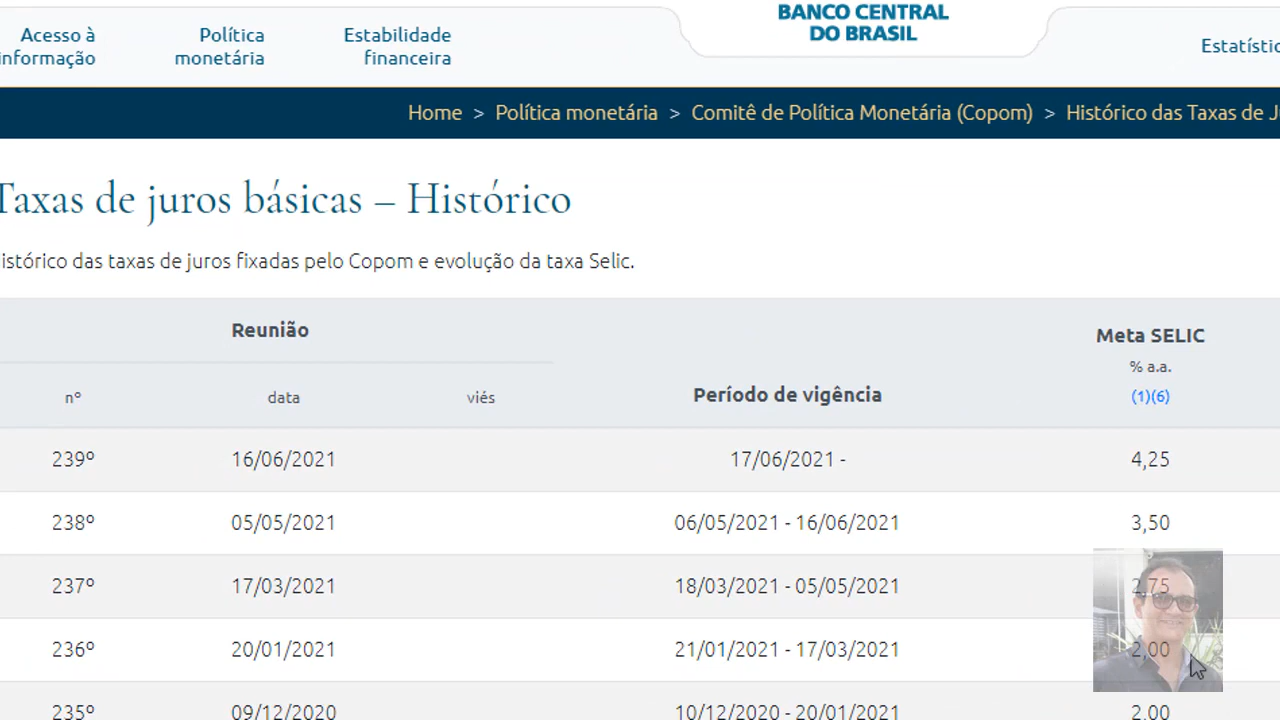 BANCO CENTRAL
DO BRASIL
Acesso à
informação
Política
monetária
Estabilidade
financeira
Estatístic
Home > Política monetária > Comitê de Política Monetária (Copom) > Histórico das Taxas de J
Taxas de juros básicas – Histórico
istórico das taxas de juros fixadas pelo Copom e evolução da taxa Selic.
Reunião
Meta SELIC
% a.a.
nº data viés Período de vigência (1)(6)
239º 16/06/2021 17/06/2021 - 4,25
238º 05/05/2021 06/05/2021 - 16/06/2021 3,50
237º 17/03/2021 18/03/2021 - 05/05/2021 2,75
236º 20/01/2021 21/01/2021 - 17/03/2021 2,00
235º 09/12/2020 10/12/2020 - 20/01/2021 2,00